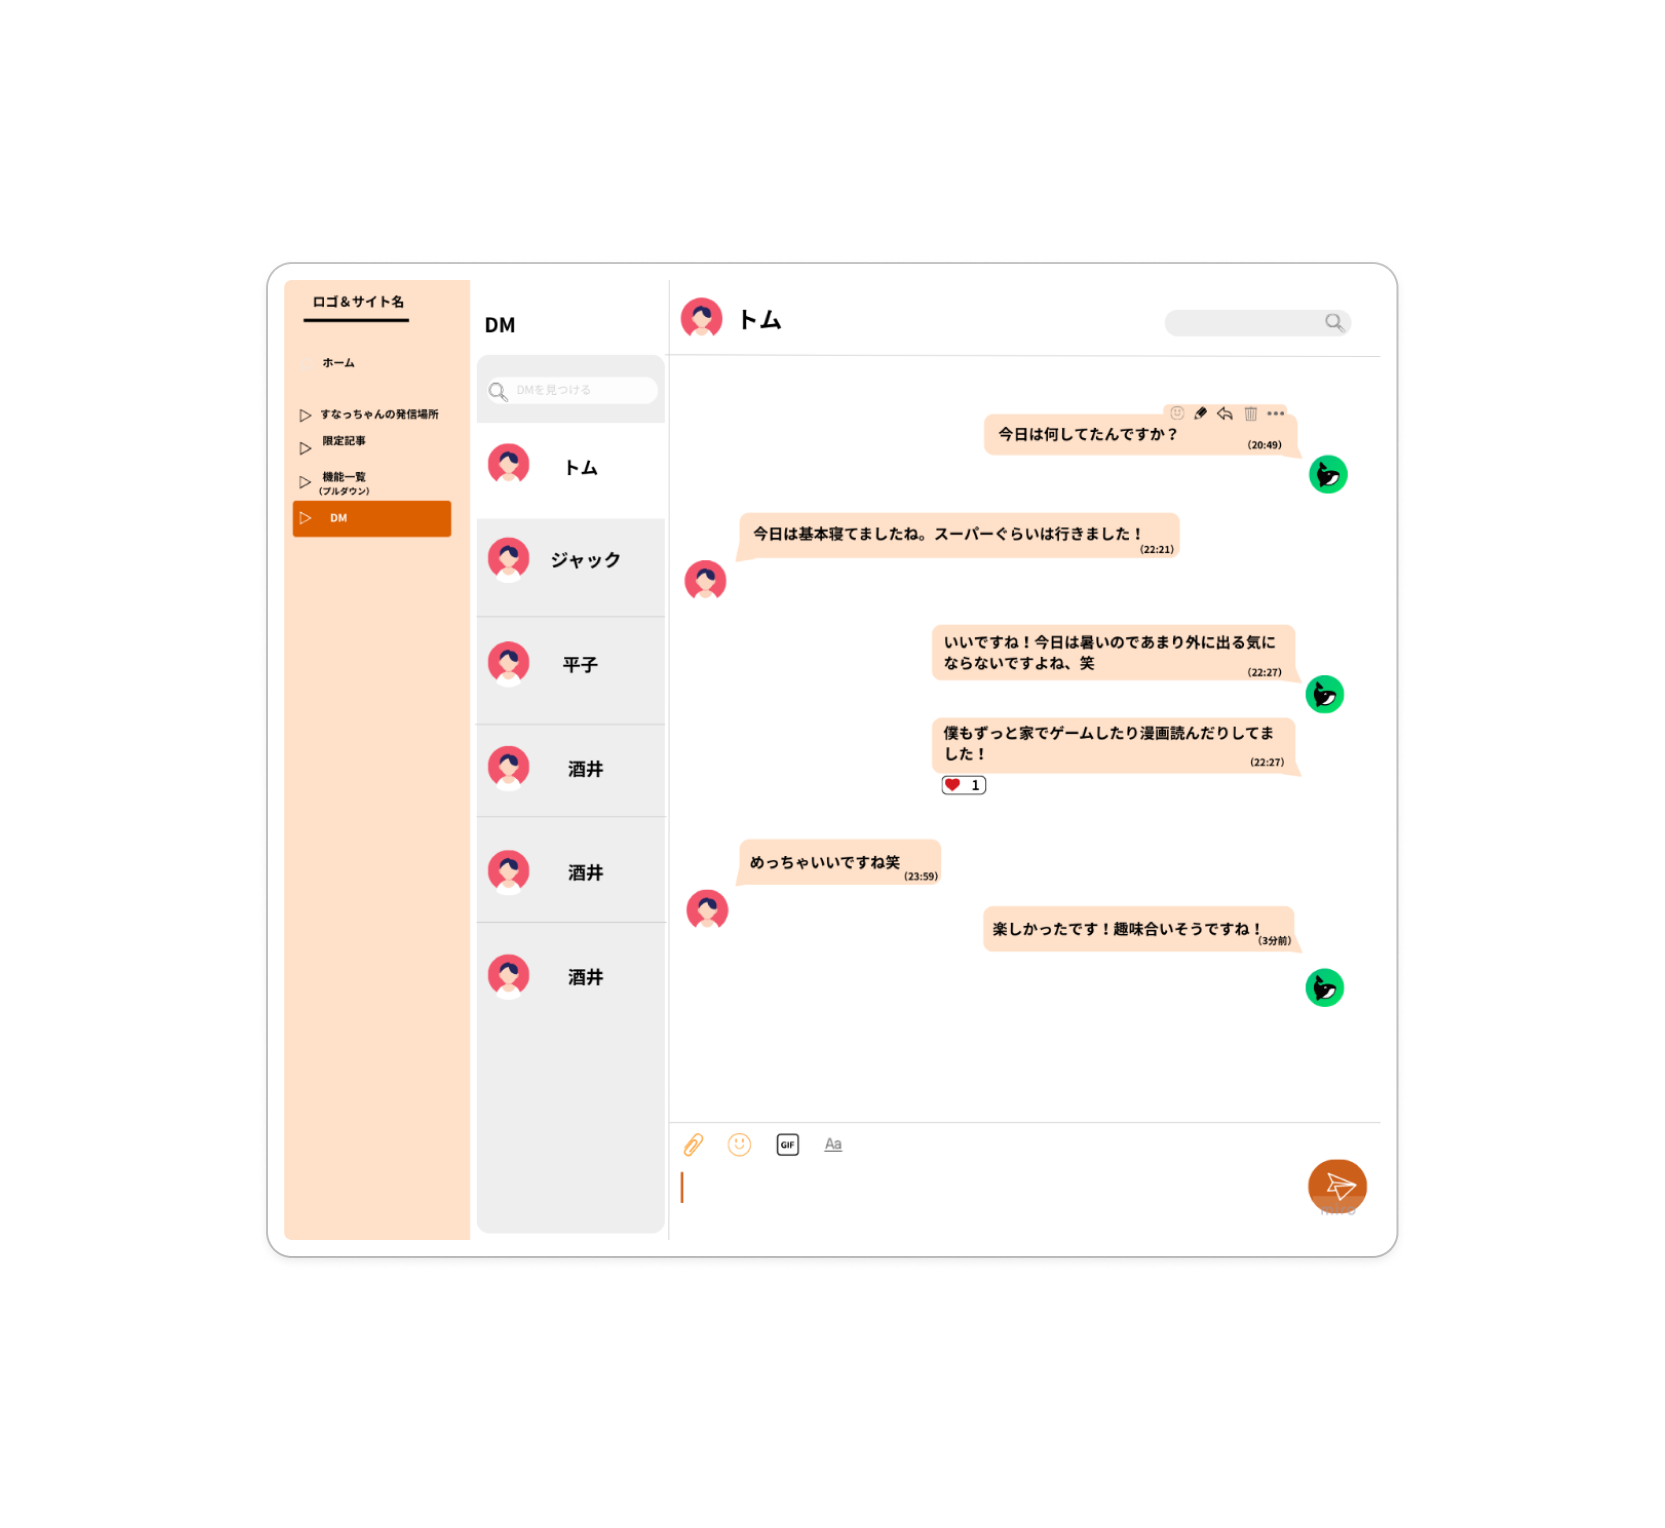 ロゴ＆サイト名
ホーム
すなっちゃんの発信場所
限定記事
機能一覧
(プルダウン)
DM
DM
DMを見つける
トム
ジャック
平子
酒井
酒井
酒井
トム
今日は何してたんですか？
(20:49)
今日は基本寝てましたね。スーパーぐらいは行きました！
(22:21)
いいですね！今日は暑いのであまり外に出る気に
ならないですよね、笑
(22:27)
僕もずっと家でゲームしたり漫画読んだりしてま
した！
(22:27)
1
めっちゃいいですね笑
(23:59)
楽しかったです！趣味合いそうですね！
(3分前)
GIF
Aa